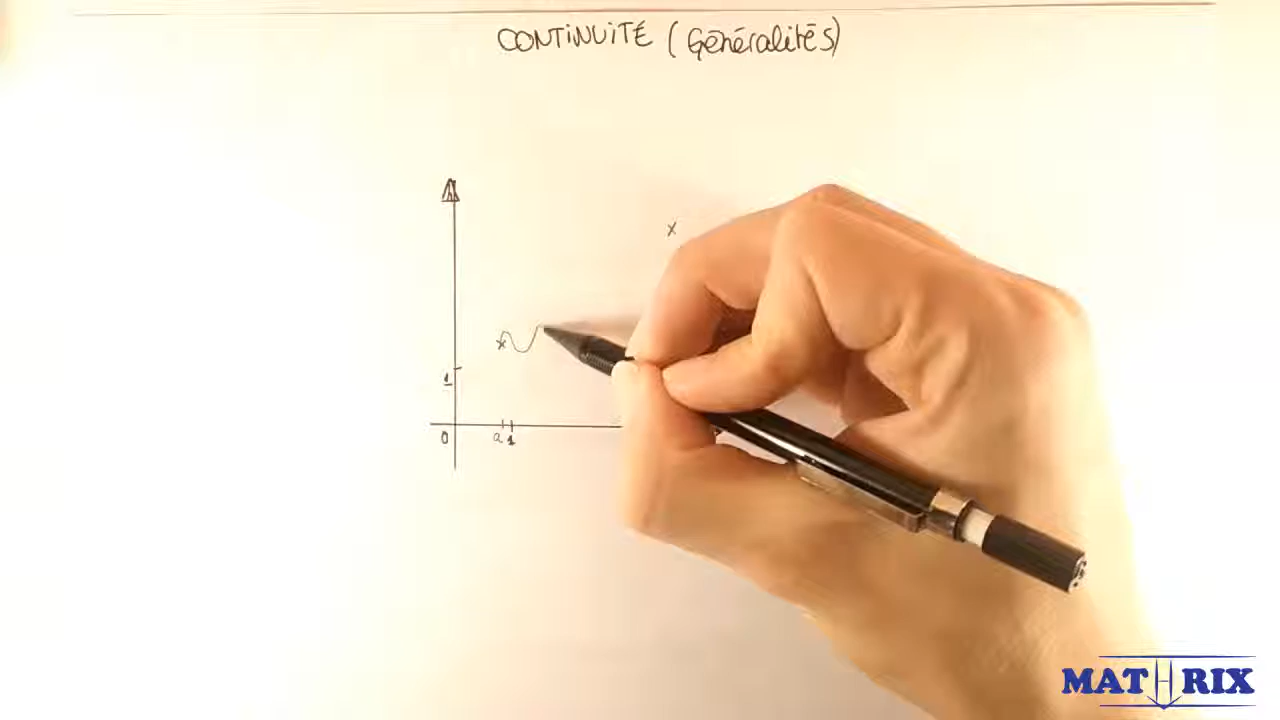 CONTINUITÉ (Généralités)
x
x
1
0 a 1
MATHRIX